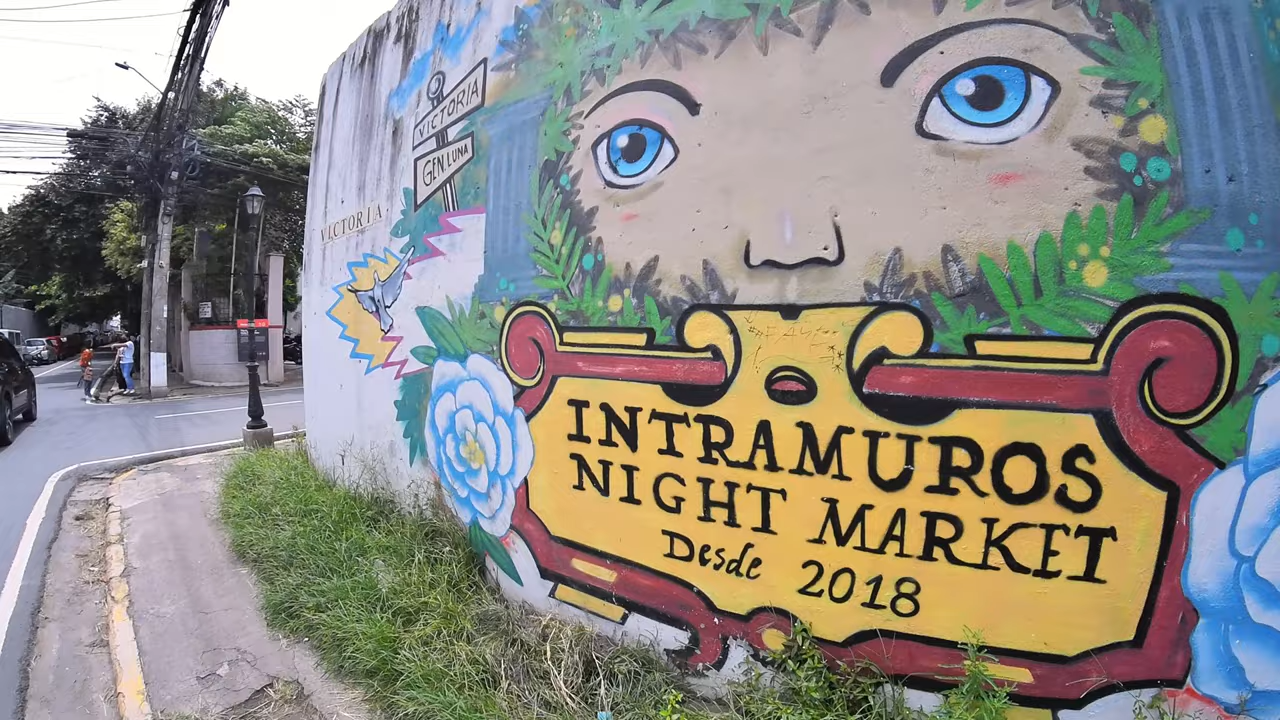 VICTORIA
GEN. LUNA
VICTORIA
INTRAMUROS
NIGHT MARKET
Desde 2018